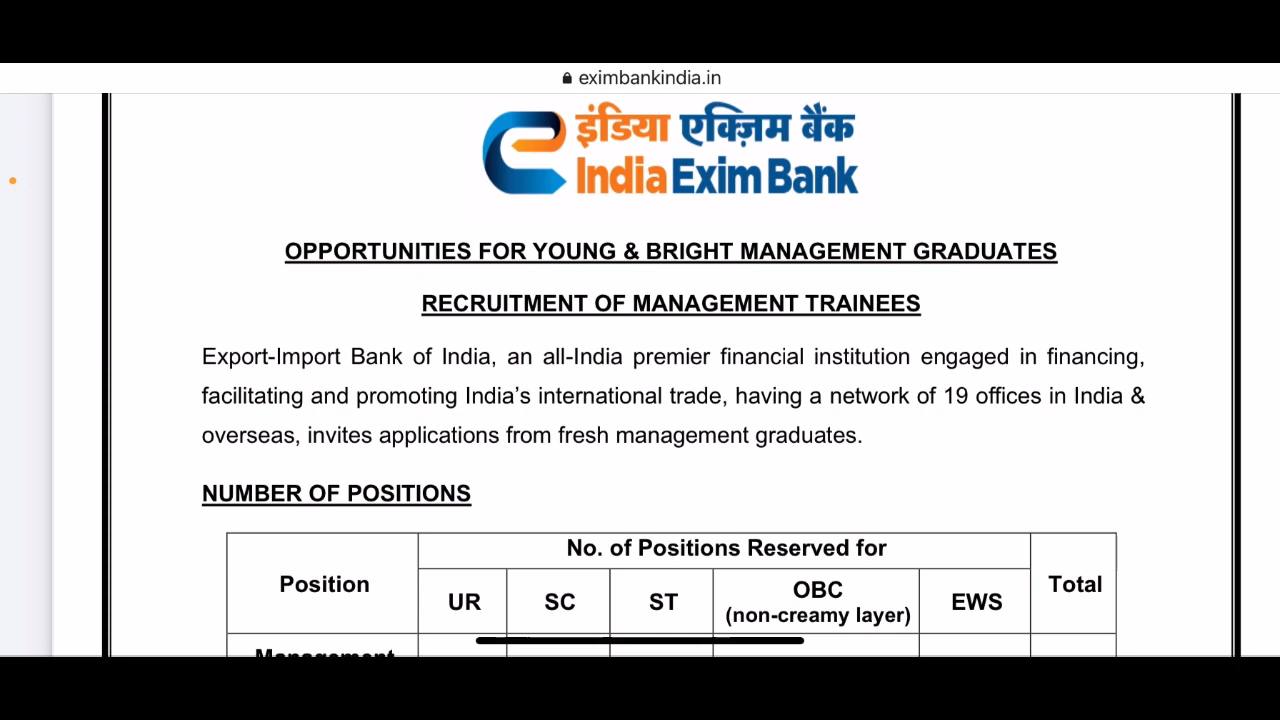 eximbankindia.in
इंडिया एक्ज़िम बैंक
India Exim Bank
OPPORTUNITIES FOR YOUNG & BRIGHT MANAGEMENT GRADUATES
RECRUITMENT OF MANAGEMENT TRAINEES
Export-Import Bank of India, an all-India premier financial institution engaged in financing,
facilitating and promoting India’s international trade, having a network of 19 offices in India &
overseas, invites applications from fresh management graduates.
NUMBER OF POSITIONS
No. of Positions Reserved for
Position
Total
UR SC ST OBC (non-creamy layer) EWS
Management